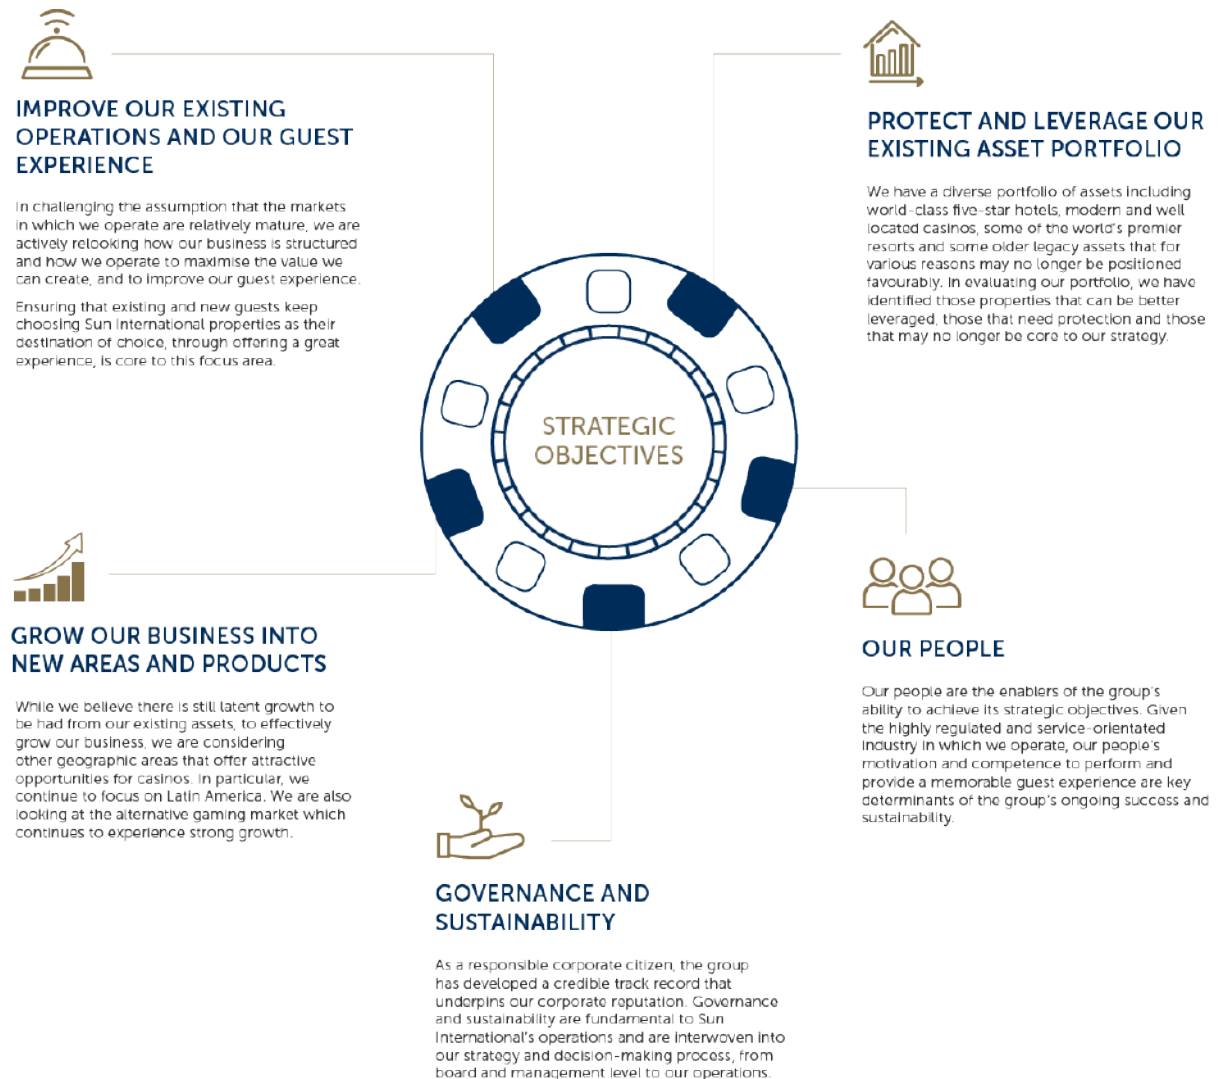 IMPROVE OUR EXISTING
OPERATIONS AND OUR GUEST
EXPERIENCE
In challenging the assumption that the markets
in which we operate are relatively mature, we are
actively relooking how our business is structured
and how we operate to maximise the value we
can create, and to improve our guest experience.
Ensuring that existing and new guests keep
choosing Sun International properties as their
destination of choice, through offering a great
experience, is core to this focus area.
PROTECT AND LEVERAGE OUR
EXISTING ASSET PORTFOLIO
We have a diverse portfolio of assets including
world-class five-star hotels, modern and well
located casinos, some of the world's premier
resorts and some older legacy assets that for
various reasons may no longer be positioned
favourably. In evaluating our portfolio, we have
identified those properties that can be better
leveraged, those that need protection and those
that may no longer be core to our strategy.
STRATEGIC
OBJECTIVES
GROW OUR BUSINESS INTO
NEW AREAS AND PRODUCTS
While we believe there is still latent growth to
be had from our existing assets, to effectively
grow our business, we are considering
other geographic areas that offer attractive
opportunities for casinos. In particular, we
continue to focus on Latin America. We are also
looking at the alternative gaming market which
continues to experience strong growth.
OUR PEOPLE
Our people are the enablers of the group's
ability to achieve its strategic objectives. Given
the highly regulated and service-orientated
industry in which we operate, our people's
motivation and competence to perform and
provide a memorable guest experience are key
determinants of the group's ongoing success and
sustainability.
GOVERNANCE AND
SUSTAINABILITY
As a responsible corporate citizen, the group
has developed a credible track record that
underpins our corporate reputation. Governance
and sustainability are fundamental to Sun
International's operations and are interwoven into
our strategy and decision-making process, from
board and management level to our operations.